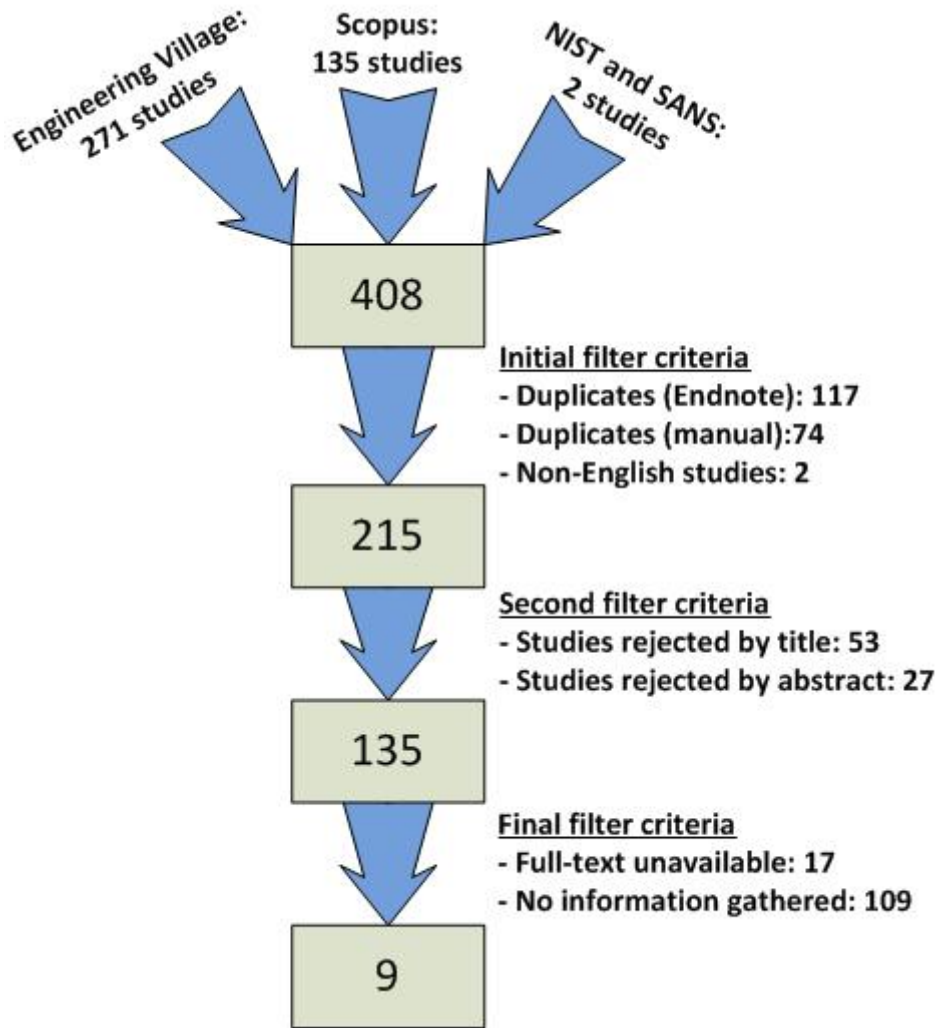 Engineering Village:
271 studies
Scopus:
135 studies
NIST and SANS:
2 studies
408
Initial filter criteria
- Duplicates (Endnote): 117
- Duplicates (manual):74
- Non-English studies: 2
215
Second filter criteria
- Studies rejected by title: 53
- Studies rejected by abstract: 27
135
Final filter criteria
- Full-text unavailable: 17
- No information gathered: 109
9